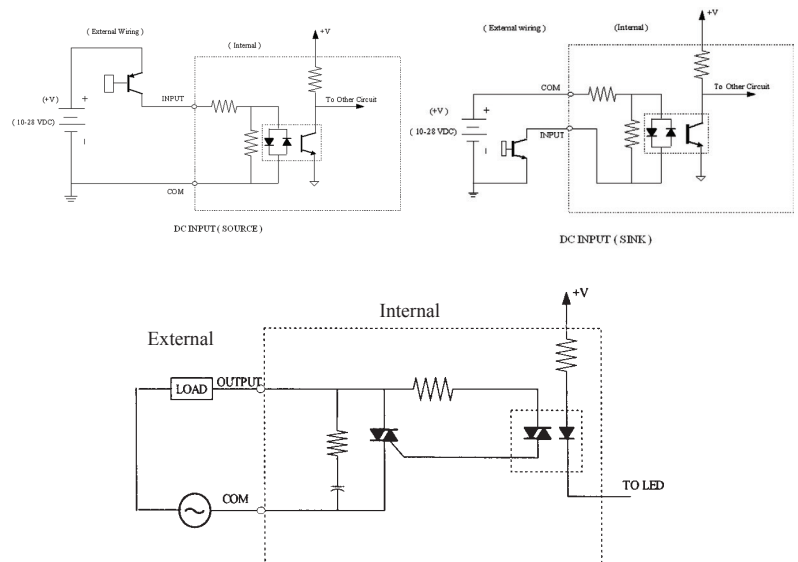 ( External Wiring )
( Internal )
+V
To Other Circuit
INPUT
(+V )
+
( 10-28 VDC )
−
COM
DC INPUT ( SOURCE )
( External wiring )
(Internal)
+V
To Other Circuit
COM
(+V )
+
( 10-28 VDC )
INPUT
−
DC INPUT ( SINK )
External
Internal
+V
LOAD
OUTPUT
COM
TO LED